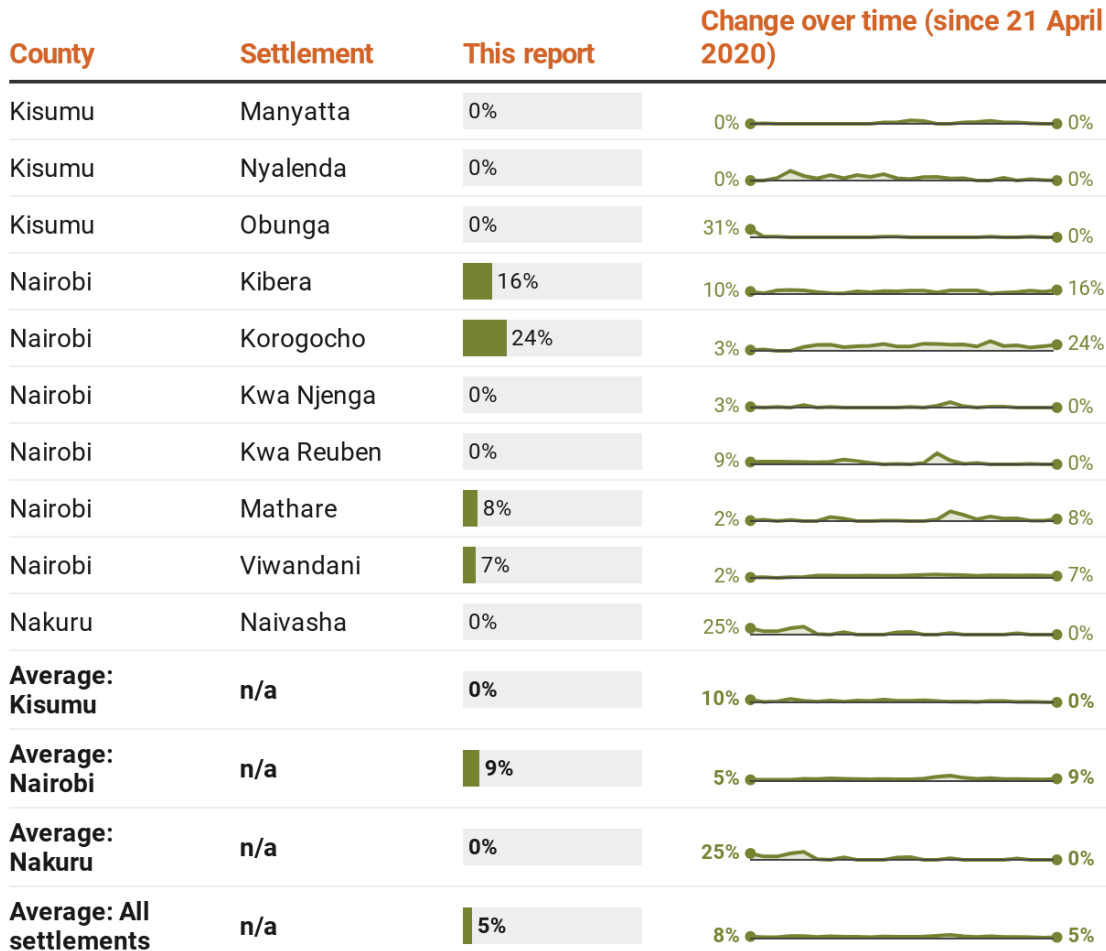 Change over time (since 21 April
County Settlement This report 2020)
Kisumu Manyatta 0% 0% 0%
Kisumu Nyalenda 0% 0% 0%
Kisumu Obunga 0% 31% 0%
Nairobi Kibera 16% 10% 16%
Nairobi Korogocho 24% 3% 24%
Nairobi Kwa Njenga 0% 3% 0%
Nairobi Kwa Reuben 0% 9% 0%
Nairobi Mathare 8% 2% 8%
Nairobi Viwandani 7% 2% 7%
Nakuru Naivasha 0% 25% 0%
Average:
Kisumu n/a 0% 10% 0%
Average:
Nairobi n/a 9% 5% 9%
Average:
Nakuru n/a 0% 25% 0%
Average: All
settlements n/a 5% 8% 5%